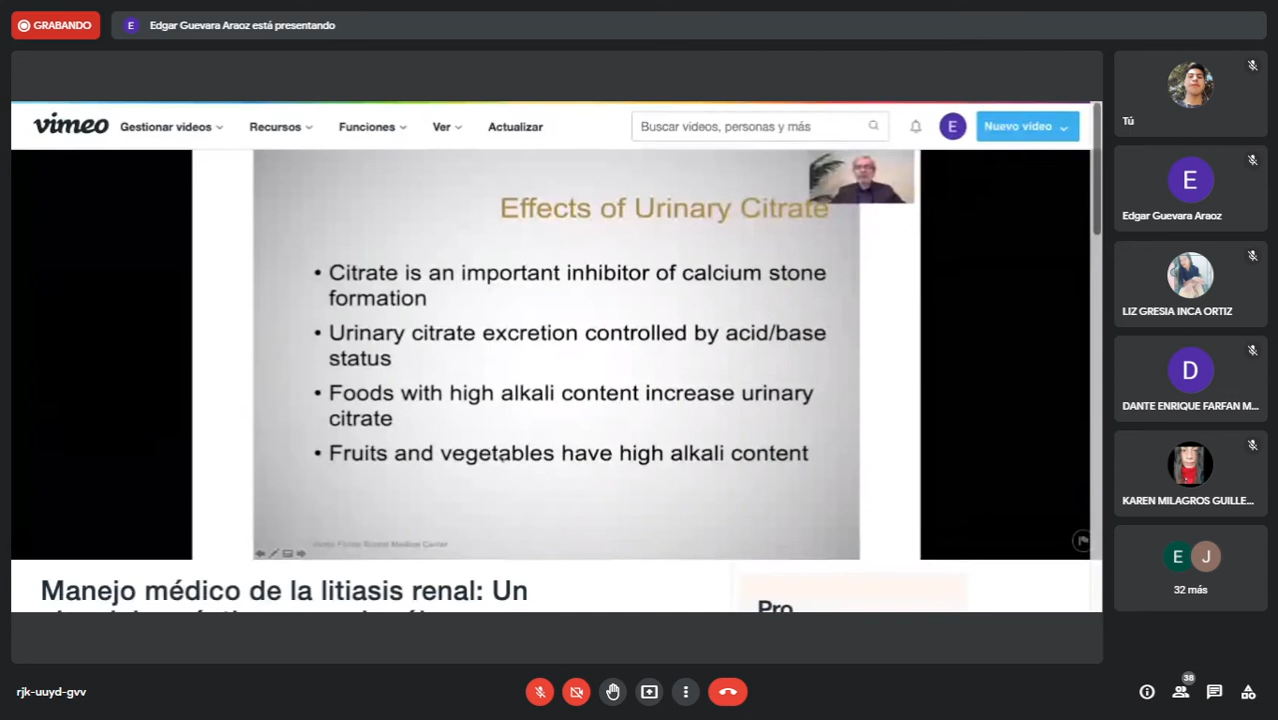 GRABANDO
E Edgar Guevara Araoz está presentando
vimeo Gestionar videos Recursos Funciones Ver Actualizar
Buscar videos, personas y más
E
Nuevo video
Effects of Urinary Citrate
• Citrate is an important inhibitor of calcium stone
formation
• Urinary citrate excretion controlled by acid/base
status
• Foods with high alkali content increase urinary
citrate
• Fruits and vegetables have high alkali content
Medical Center
Manejo médico de la litiasis renal: Un
Pro
Tú
E
Edgar Guevara Araoz
LIZ GRESIA INCA ORTIZ
D
DANTE ENRIQUE FARFAN M...
KAREN MILAGROS GUILLE...
E J
32 más
rjk-uuyd-gvv
38